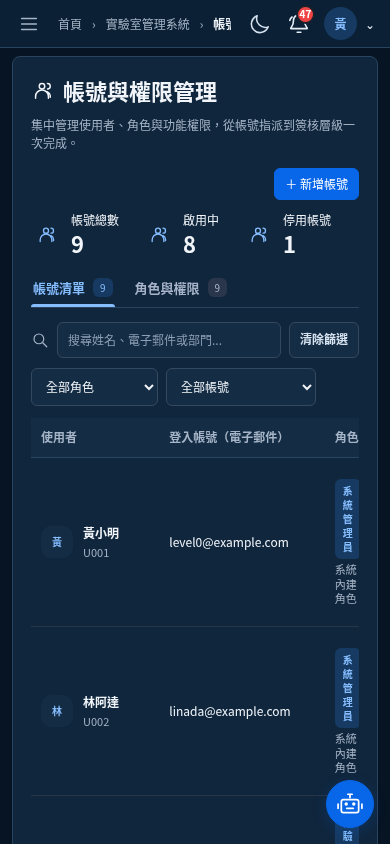 首頁 › 實驗室管理系統 › 帳
47
黃
帳號與權限管理
集中管理使用者、角色與功能權限，從帳號指派到簽核層級一
次完成。
＋ 新增帳號
帳號總數
9
啟用中
8
停用帳號
1
帳號清單 9
角色與權限 9
搜尋姓名、電子郵件或部門...
清除篩選
全部角色
全部帳號
使用者 登入帳號（電子郵件） 角色
黃
黃小明
U001
level0@example.com
系
統
管
理
員
系統
內建
角色
林
林阿達
U002
linada@example.com
系
統
管
理
員
系統
內建
角色
驗